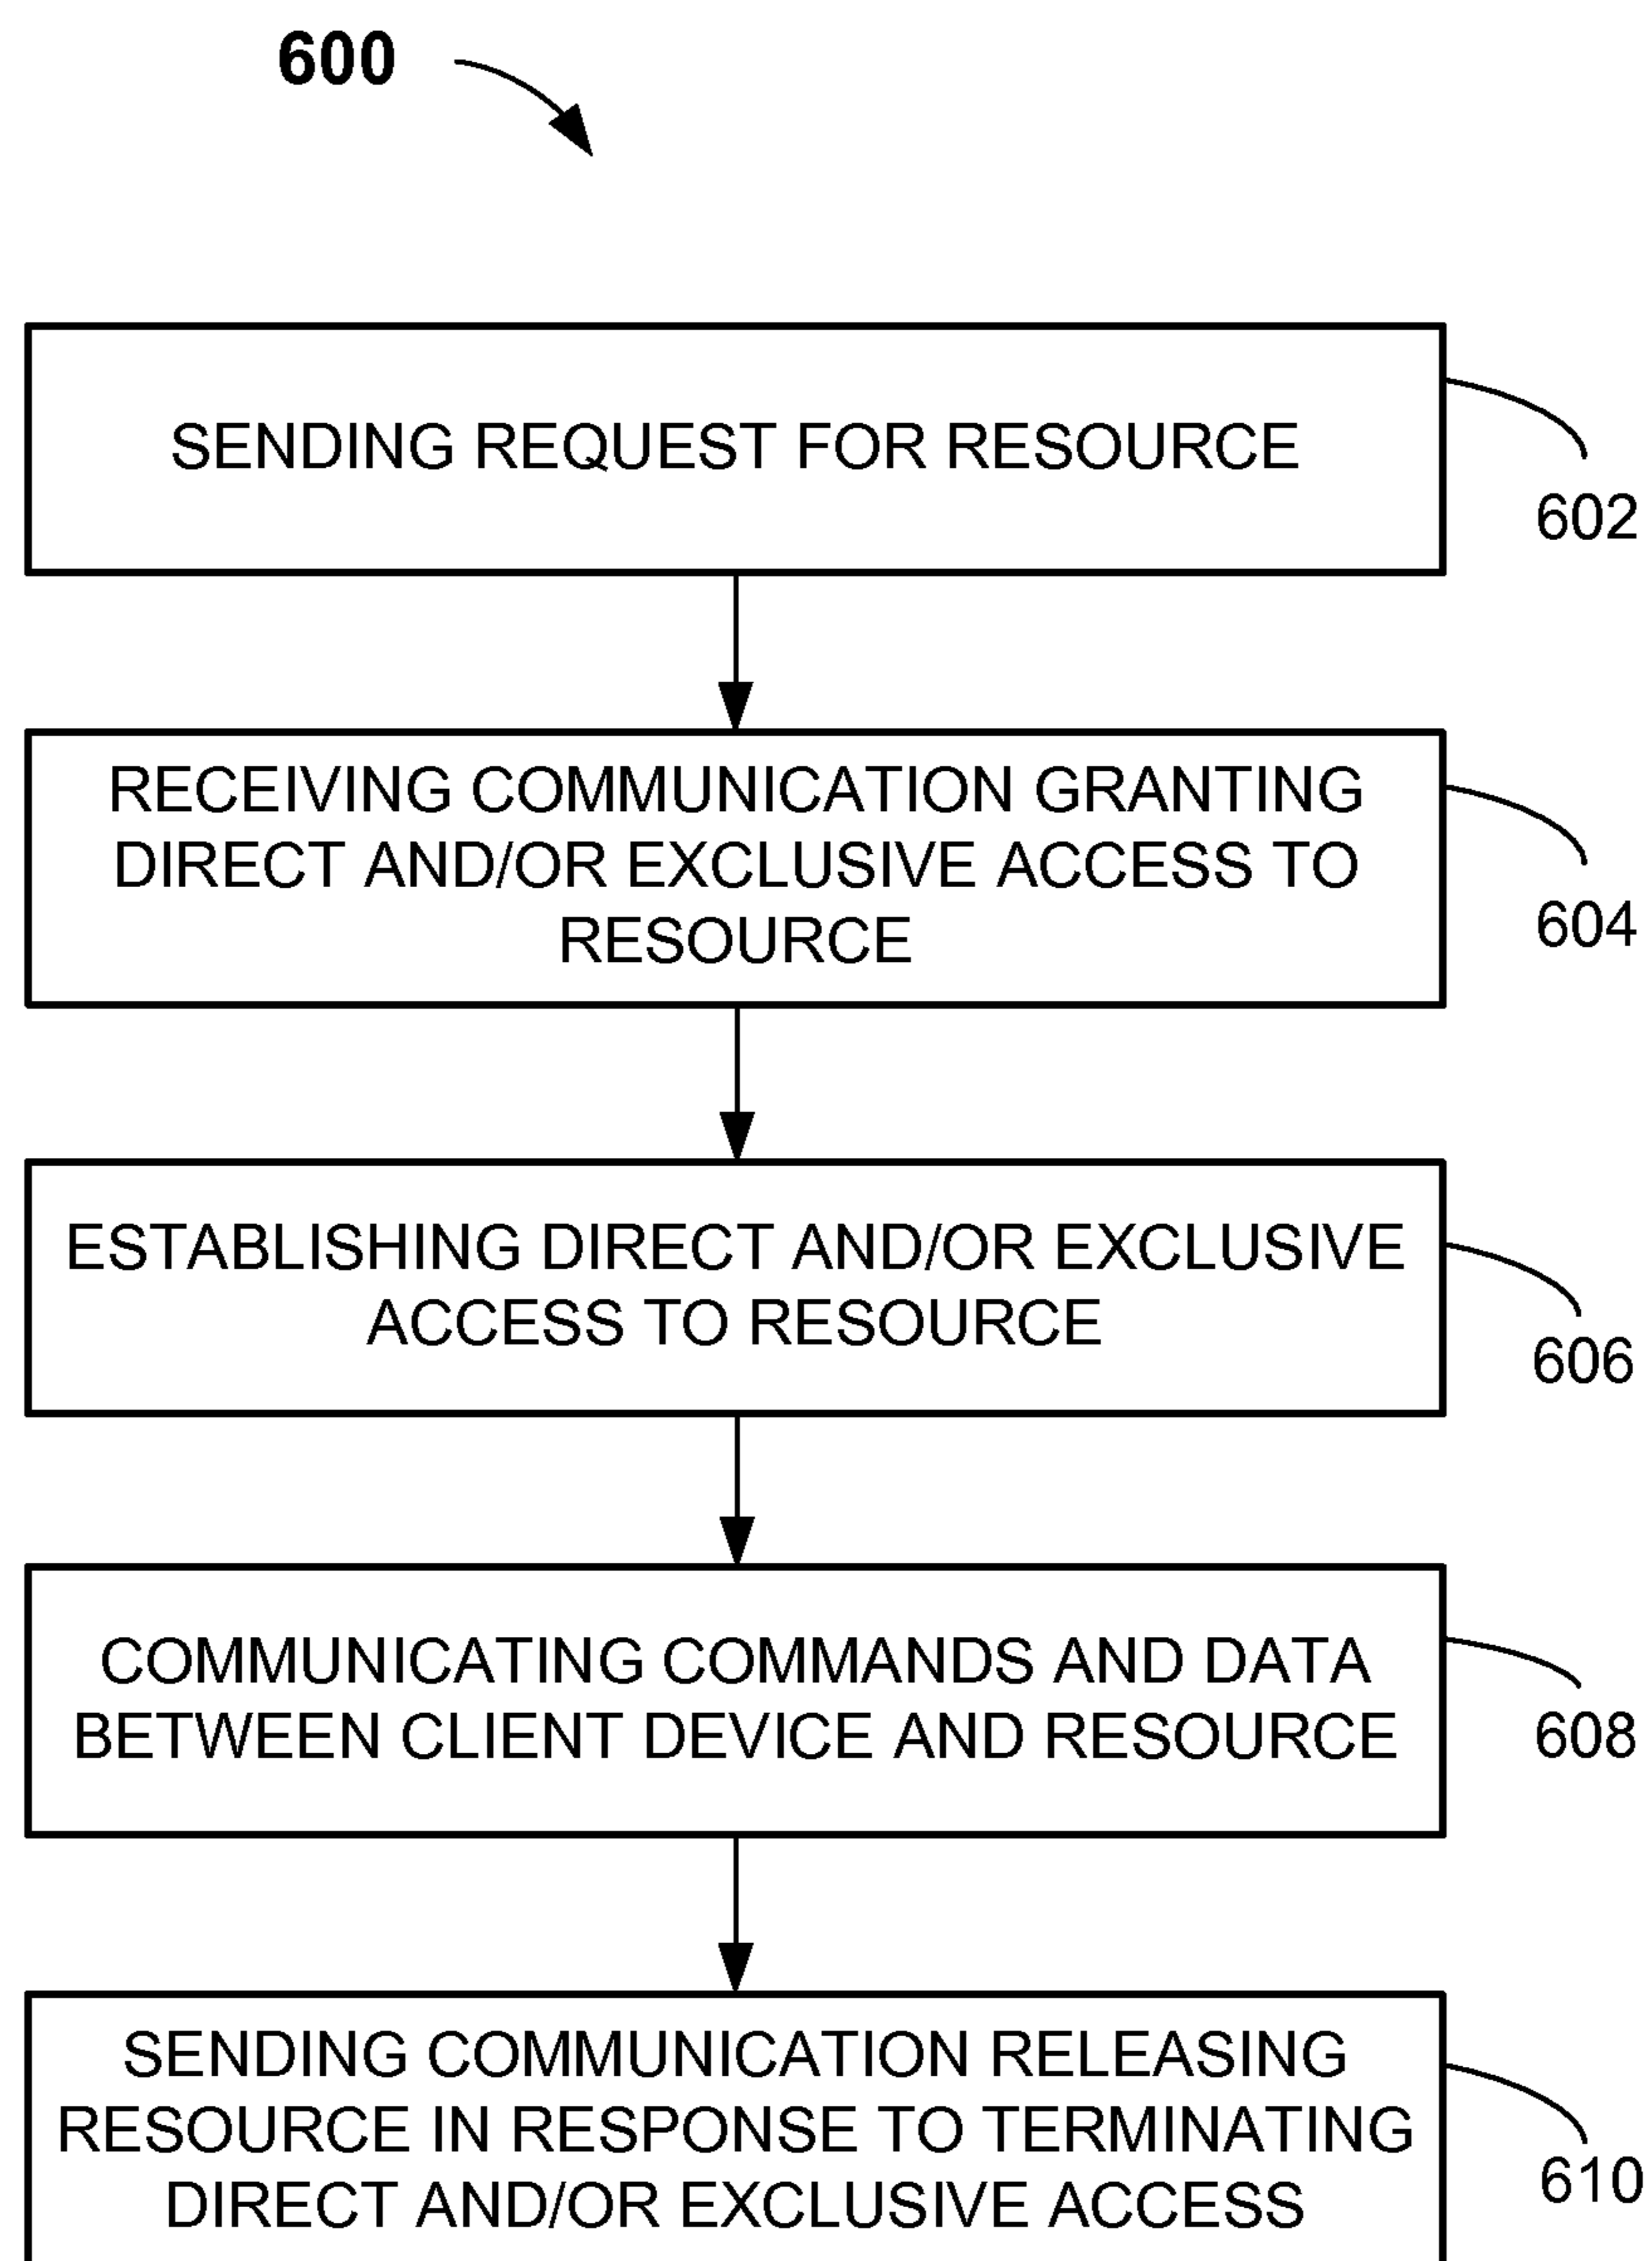 600
SENDING REQUEST FOR RESOURCE
602
RECEIVING COMMUNICATION GRANTING
DIRECT AND/OR EXCLUSIVE ACCESS TO
RESOURCE
604
ESTABLISHING DIRECT AND/OR EXCLUSIVE
ACCESS TO RESOURCE
606
COMMUNICATING COMMANDS AND DATA
BETWEEN CLIENT DEVICE AND RESOURCE
608
SENDING COMMUNICATION RELEASING
RESOURCE IN RESPONSE TO TERMINATING
DIRECT AND/OR EXCLUSIVE ACCESS
610